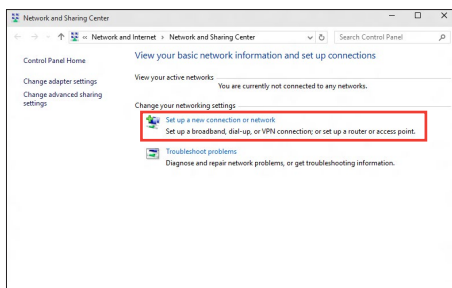 Network and Sharing Center
« Network and Internet › Network and Sharing Center
Search Control Panel
Control Panel Home
Change adapter settings
Change advanced sharing
settings
View your basic network information and set up connections
View your active networks
You are currently not connected to any networks.
Change your networking settings
Set up a new connection or network
Set up a broadband, dial-up, or VPN connection; or set up a router or access point.
Troubleshoot problems
Diagnose and repair network problems, or get troubleshooting information.